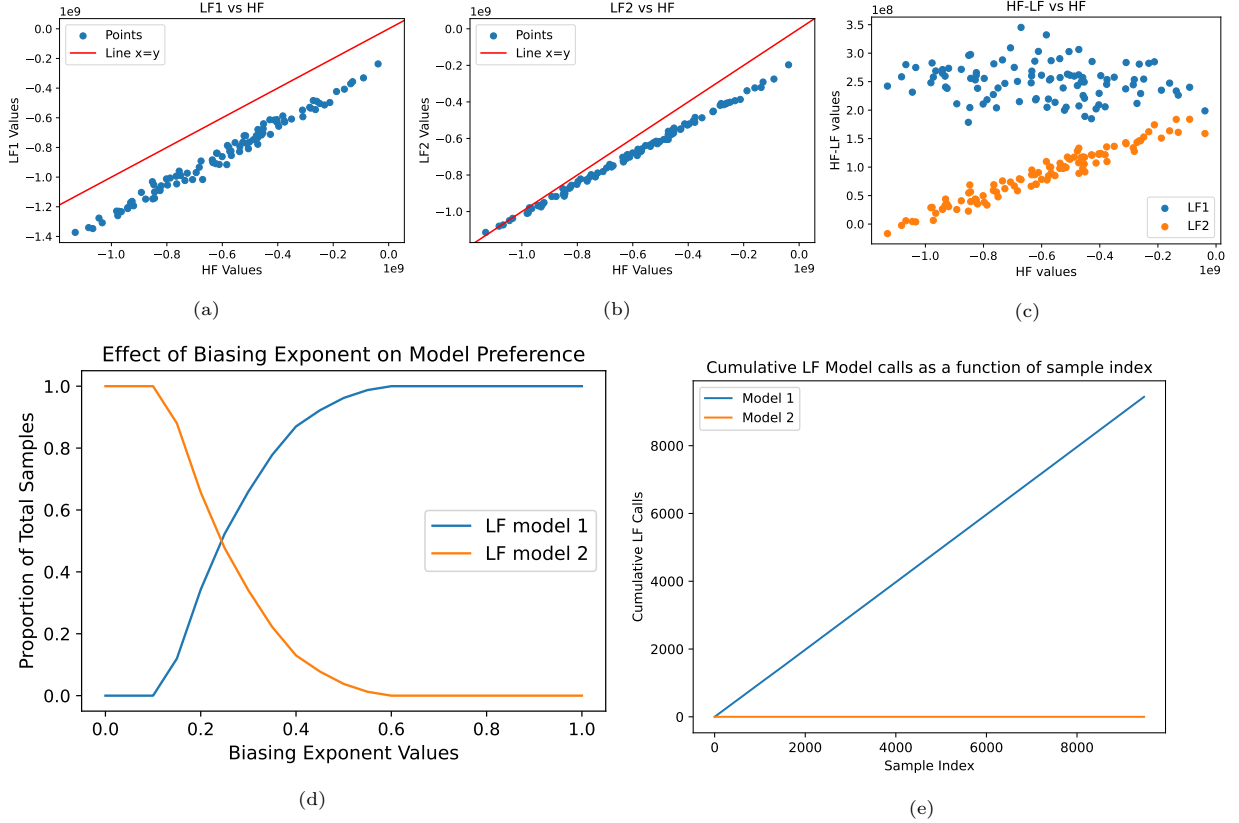 LF1 vs HF
1e9
0.0
−0.2
−0.4
−0.6
−0.8
−1.0
−1.2
−1.4
LF1 Values
Points
Line x=y
−1.0
−0.8
−0.6
−0.4
−0.2
0.0
HF Values
1e9
(a)
LF2 vs HF
1e9
0.0
−0.2
−0.4
−0.6
−0.8
−1.0
LF2 Values
Points
Line x=y
−1.0
−0.8
−0.6
−0.4
−0.2
0.0
HF Values
1e9
(b)
HF-LF vs HF
1e8
3.5
3.0
2.5
2.0
1.5
1.0
0.5
0.0
HF-LF values
LF1
LF2
−1.0
−0.8
−0.6
−0.4
−0.2
0.0
HF values
1e9
(c)
Effect of Biasing Exponent on Model Preference
1.0
0.8
0.6
0.4
0.2
0.0
Proportion of Total Samples
LF model 1
LF model 2
0.0
0.2
0.4
0.6
0.8
1.0
Biasing Exponent Values
(d)
Cumulative LF Model calls as a function of sample index
Model 1
Model 2
8000
6000
4000
2000
0
Cumulative LF Calls
0
2000
4000
6000
8000
Sample Index
(e)